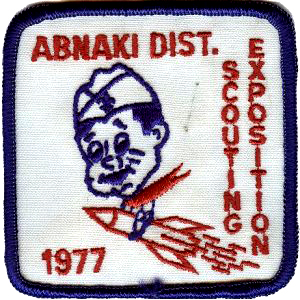 ABNAKI DIST.
SCOUTING
EXPOSITION
1977